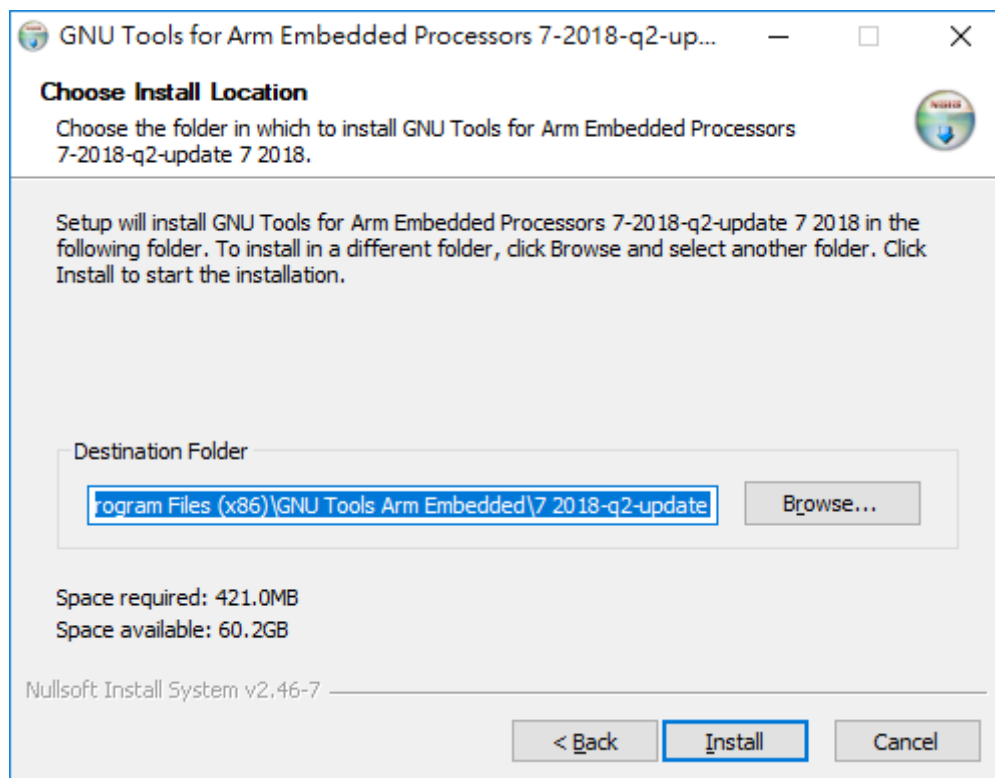 GNU Tools for Arm Embedded Processors 7-2018-q2-up...
Choose Install Location
Choose the folder in which to install GNU Tools for Arm Embedded Processors
7-2018-q2-update 7 2018.
Setup will install GNU Tools for Arm Embedded Processors 7-2018-q2-update 7 2018 in the
following folder. To install in a different folder, click Browse and select another folder. Click
Install to start the installation.
Destination Folder
rogram Files (x86)\GNU Tools Arm Embedded\7 2018-q2-update
Browse...
Space required: 421.0MB
Space available: 60.2GB
Nullsoft Install System v2.46-7
< Back
Install
Cancel